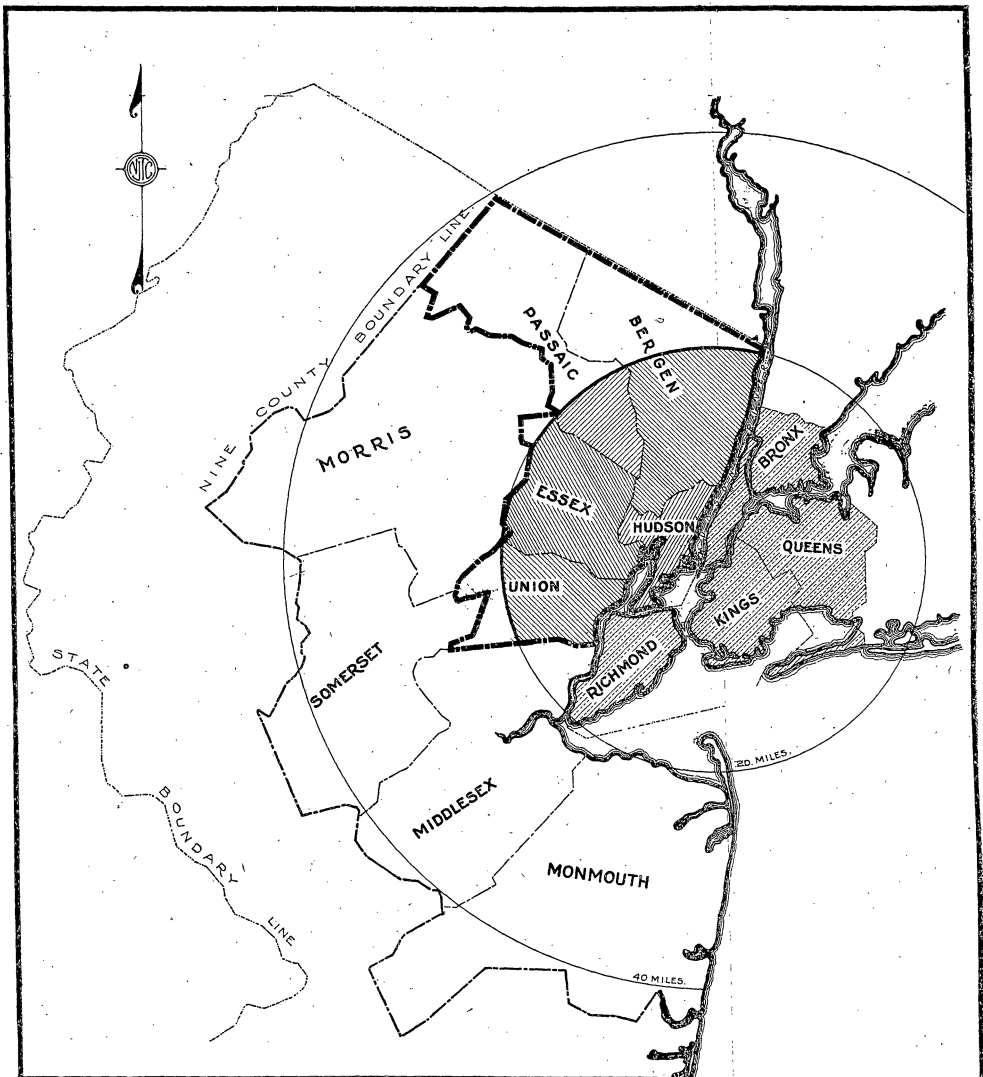 NJTC
NINE COUNTY BOUNDARY LINE
PASSAIC
BERGEN
MORRIS
BRONX
ESSEX
HUDSON
QUEENS
UNION
KINGS
RICHMOND
SOMERSET
STATE BOUNDARY LINE
20 MILES.
MIDDLESEX
MONMOUTH
40 MILES.